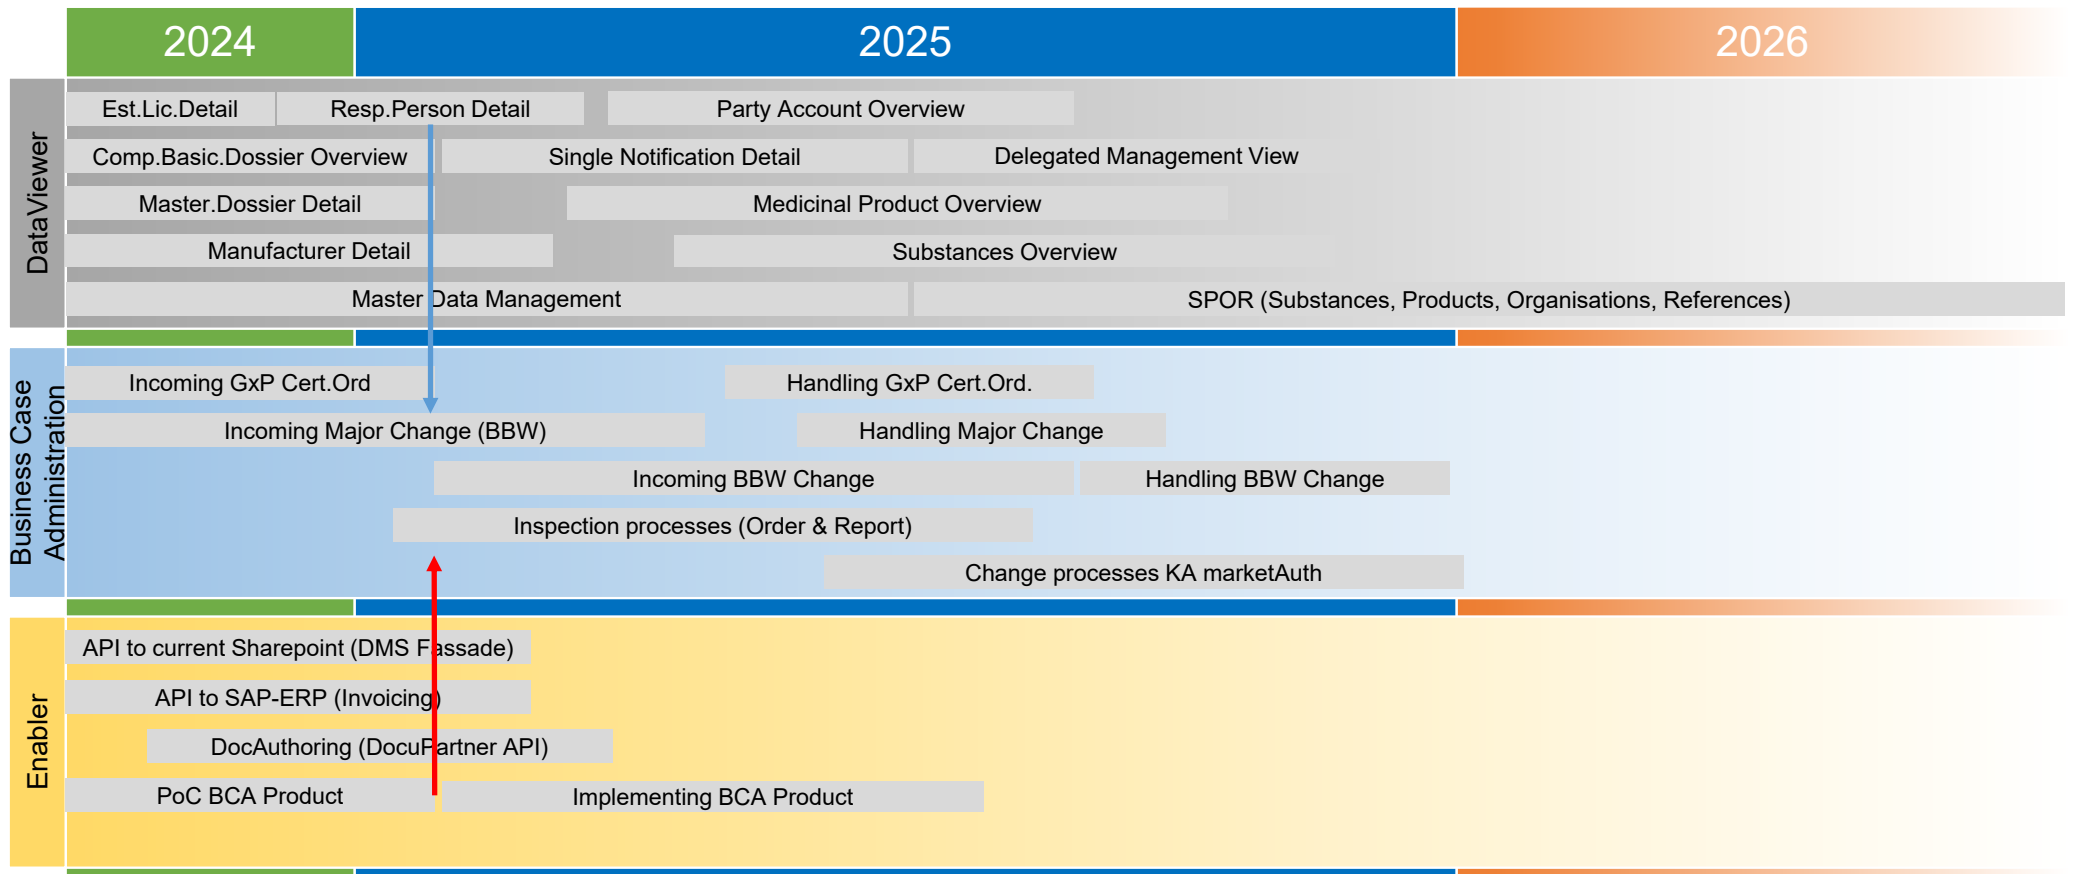 2024
2025
2026
DataViewer
Est.Lic.Detail
Resp.Person Detail
Party Account Overview
Comp.Basic.Dossier Overview
Single Notification Detail
Delegated Management View
Master.Dossier Detail
Medicinal Product Overview
Manufacturer Detail
Substances Overview
Master Data Management
SPOR (Substances, Products, Organisations, References)
Business Case
Administration
Incoming GxP Cert.Ord
Handling GxP Cert.Ord.
Incoming Major Change (BBW)
Handling Major Change
Incoming BBW Change
Handling BBW Change
Inspection processes (Order & Report)
Change processes KA marketAuth
Enabler
API to current Sharepoint (DMS Fassade)
API to SAP-ERP (Invoicing)
DocAuthoring (DocuPartner API)
PoC BCA Product
Implementing BCA Product